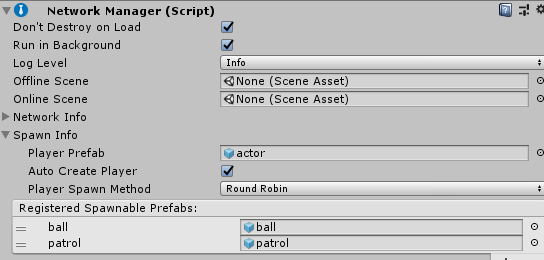 Network Manager (Script)
Don't Destroy on Load
Run in Background
Log Level Info
Offline Scene None (Scene Asset)
Online Scene None (Scene Asset)
Network Info
Spawn Info
Player Prefab actor
Auto Create Player
Player Spawn Method Round Robin
Registered Spawnable Prefabs:
ball ball
patrol patrol